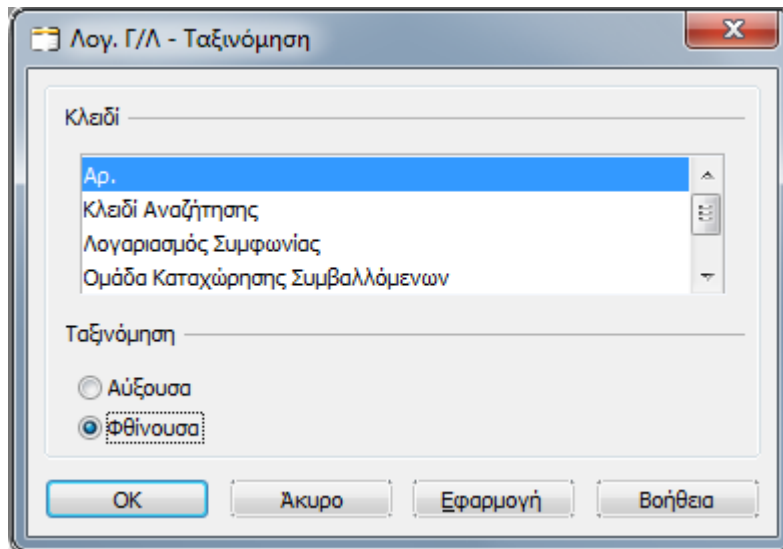 Λογ. Γ/Λ - Ταξινόμηση
Κλειδί
Αρ.
Κλειδί Αναζήτησης
Λογαριασμός Συμφωνίας
Ομάδα Καταχώρησης Συμβαλλόμενων
Ταξινόμηση
Αύξουσα
Φθίνουσα
OK Άκυρο Εφαρμογή Βοήθεια